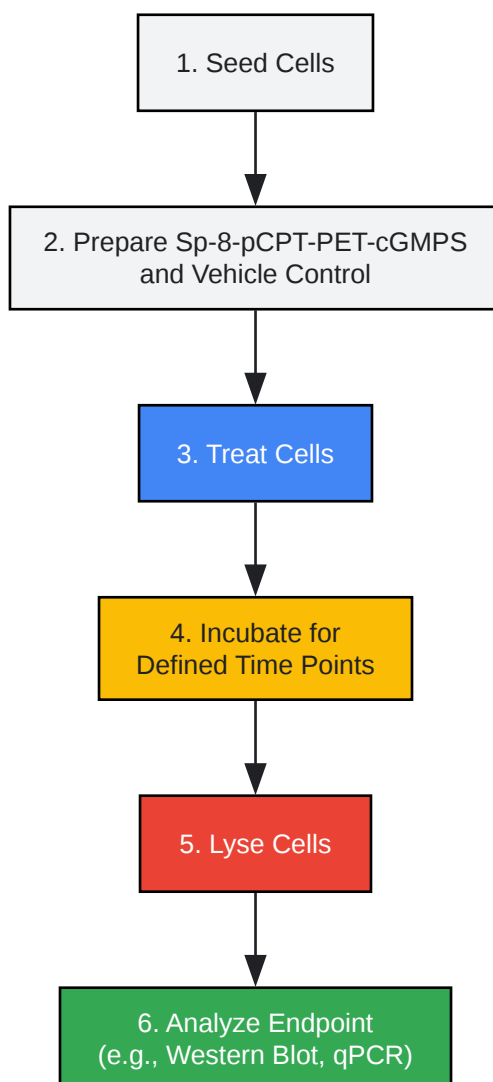 1. Seed Cells
2. Prepare Sp-8-pCPT-PET-cGMPS
and Vehicle Control
3. Treat Cells
4. Incubate for
Defined Time Points
5. Lyse Cells
6. Analyze Endpoint
(e.g., Western Blot, qPCR)